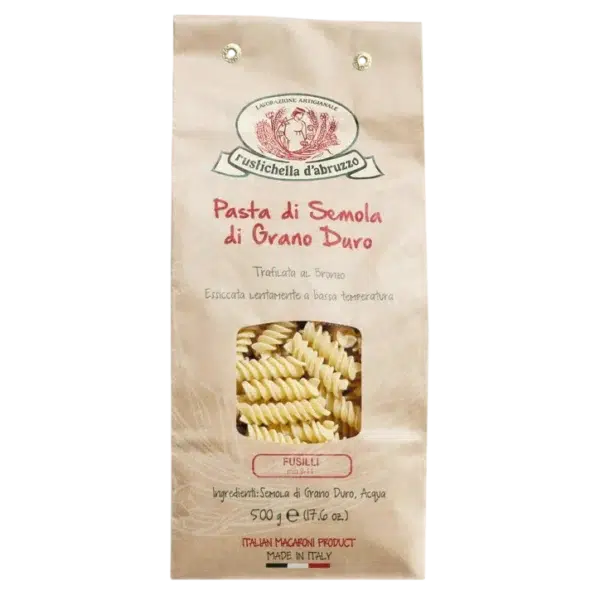 LAVORAZIONE ARTIGIANALE
rustichella d'abruzzo
Pasta di Semola
di Grano Duro
Trafilata al Bronzo
Essiccata lentamente a bassa temperatura
FUSILLI
Ingredienti: Semola di Grano Duro, Acqua
500 g e (17.6 oz.)
ITALIAN MACARONI PRODUCT
MADE IN ITALY